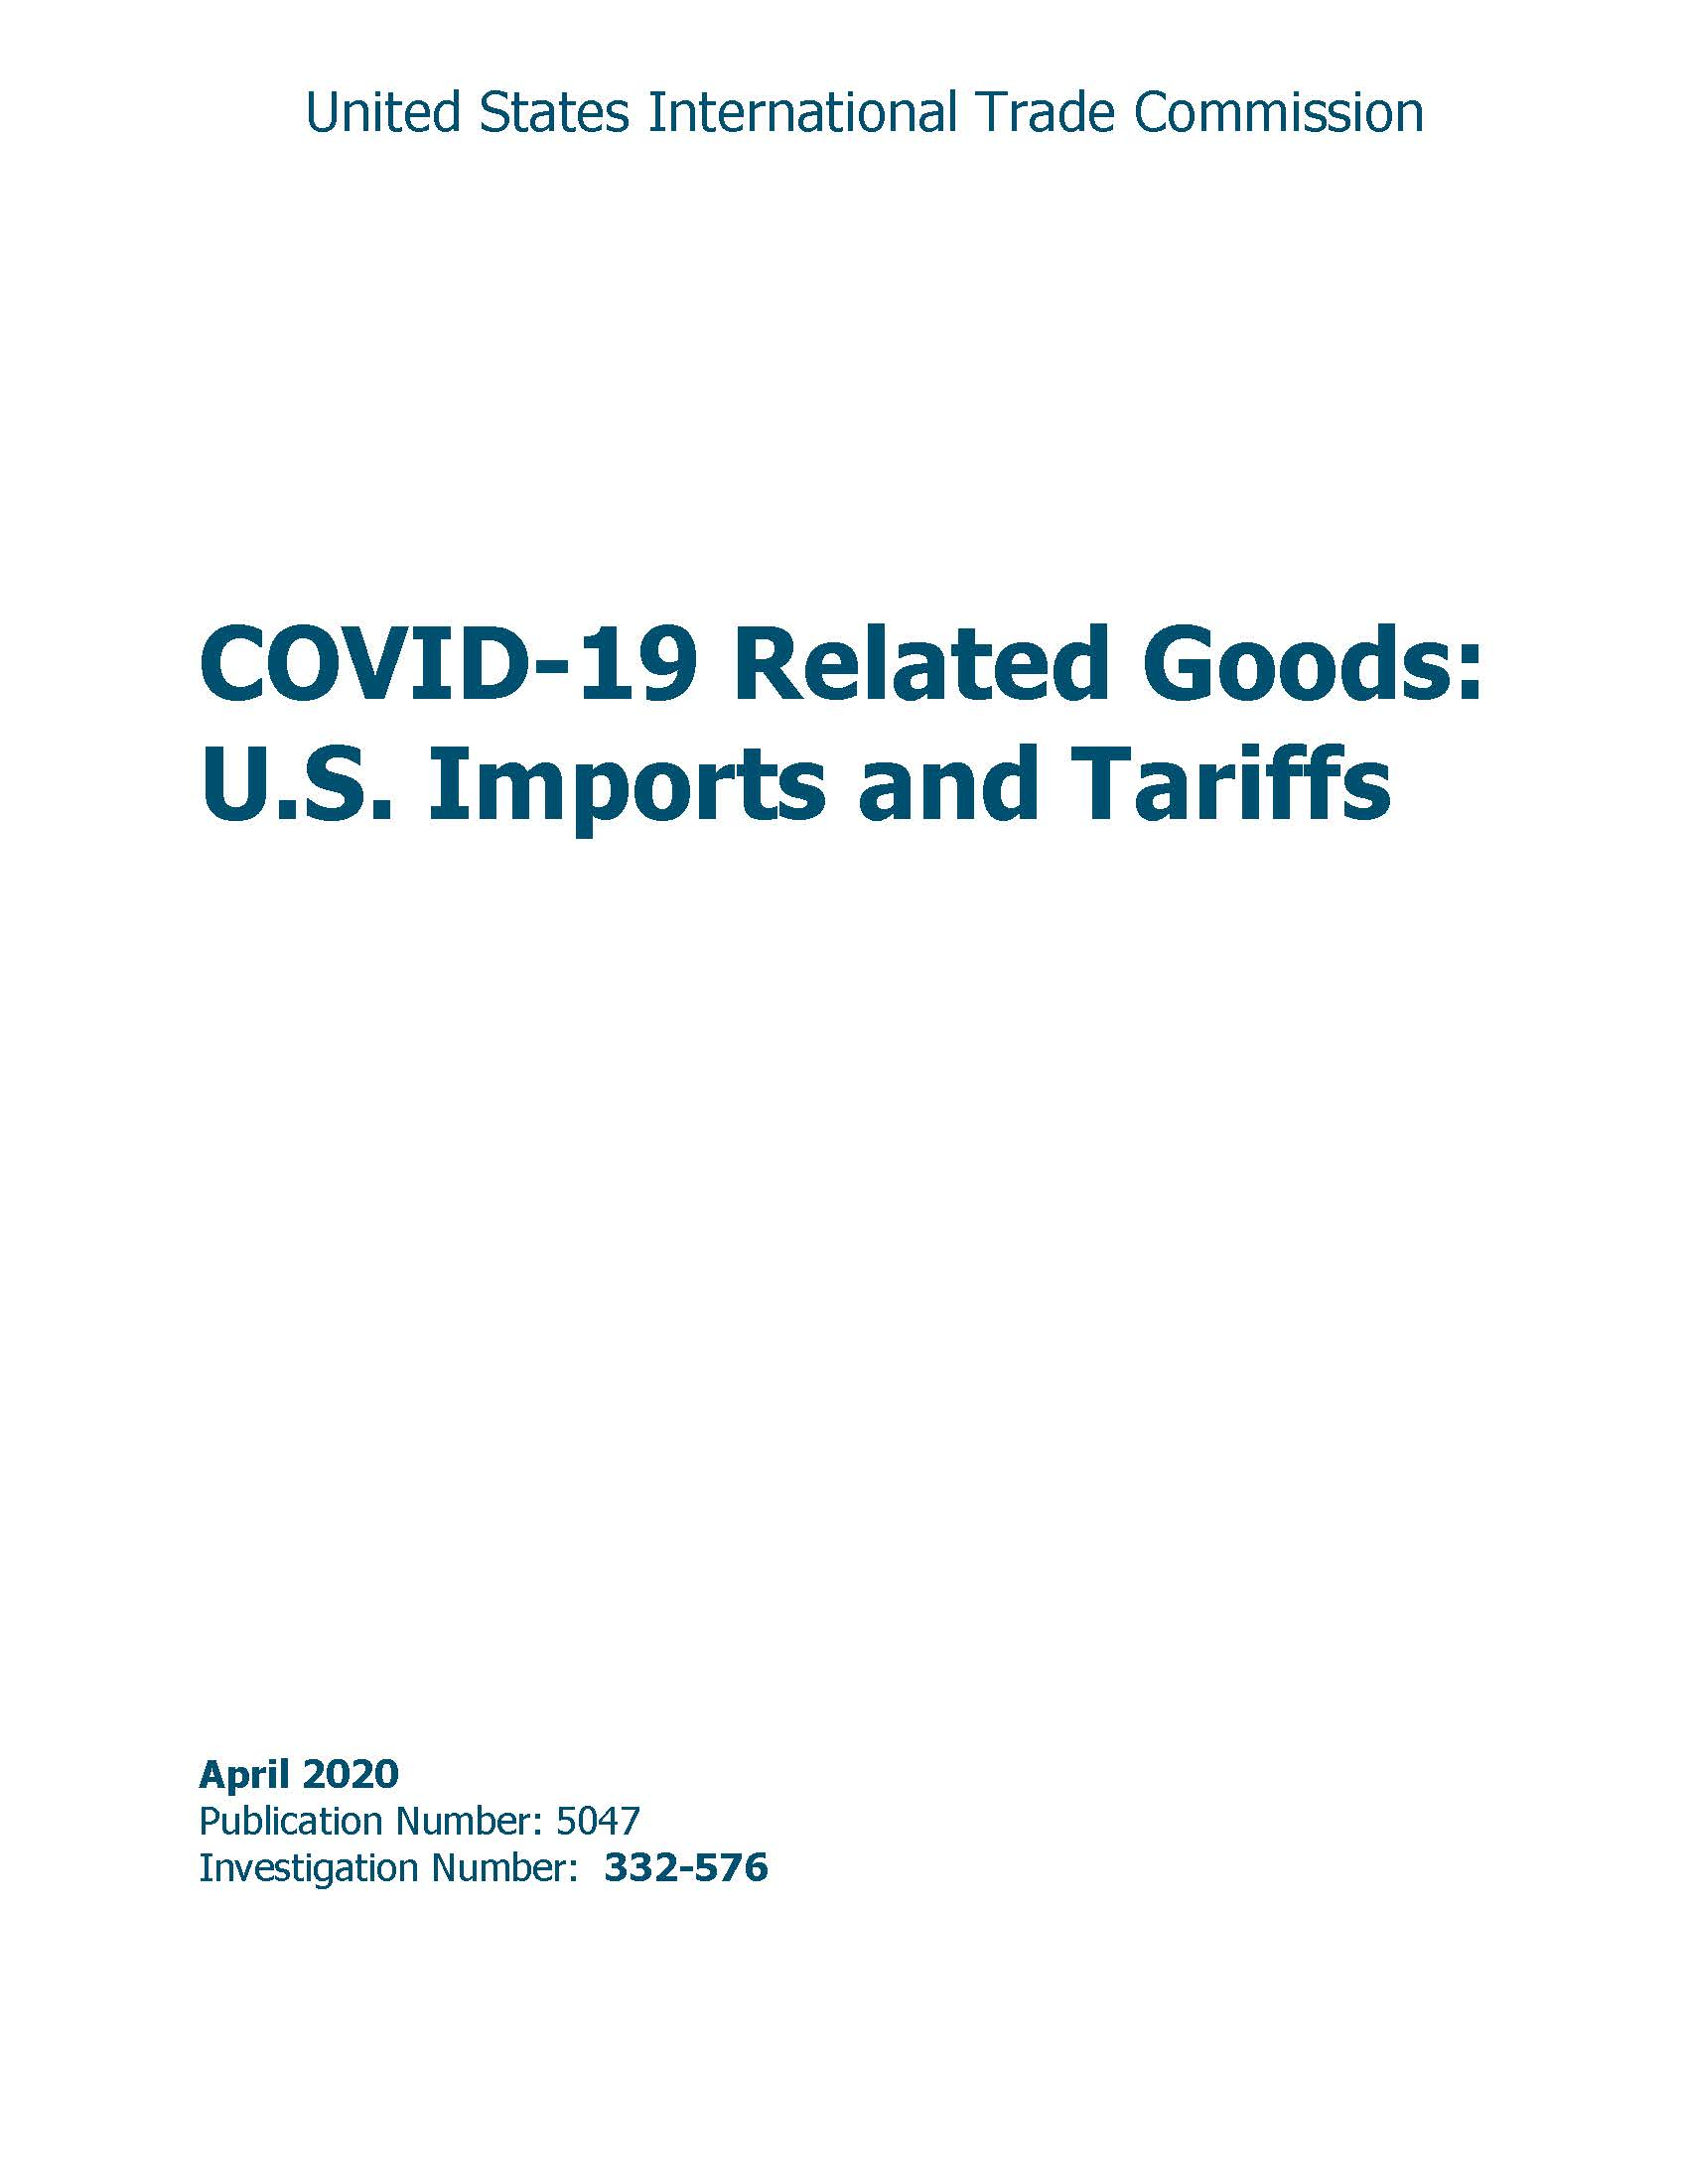 United States International Trade Commission
COVID-19 Related Goods:
U.S. Imports and Tariffs
April 2020
Publication Number: 5047
Investigation Number: 332-576